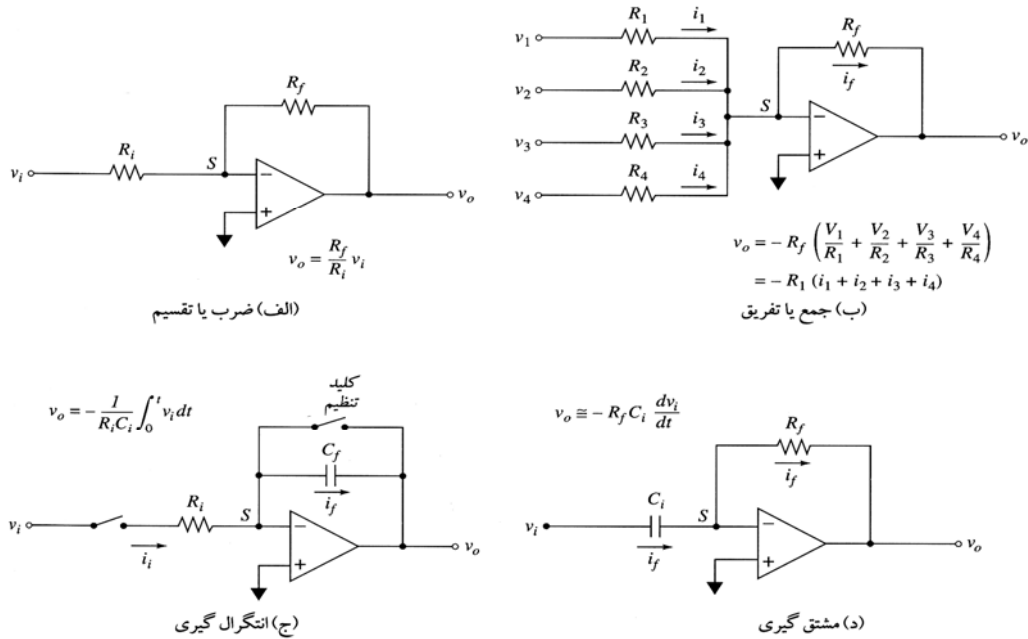 R_f
R_i
S
v_i
−
+
v_o
v_o = R_f/R_i v_i
الف) ضرب یا تقسیم)
R_1 i_1
v_1
R_2 i_2
v_2
R_3 i_3
v_3
R_4 i_4
v_4
R_f
i_f
S
−
+
v_o
v_o = − R_f (V_1/R_1 + V_2/R_2 + V_3/R_3 + V_4/R_4)
= − R_1 (i_1 + i_2 + i_3 + i_4)
(ب) جمع یا تفریق
v_o = − 1/(R_i C_i) ∫_0^t v_i dt
کلید
تنظیم
C_f
i_f
R_i
S
v_i
i_i
−
+
v_o
(ج) انتگرال گیری
v_o ≅ − R_f C_i dv_i/dt
R_f
i_f
C_i
S
v_i
i_f
−
+
v_o
(د) مشتق گیری